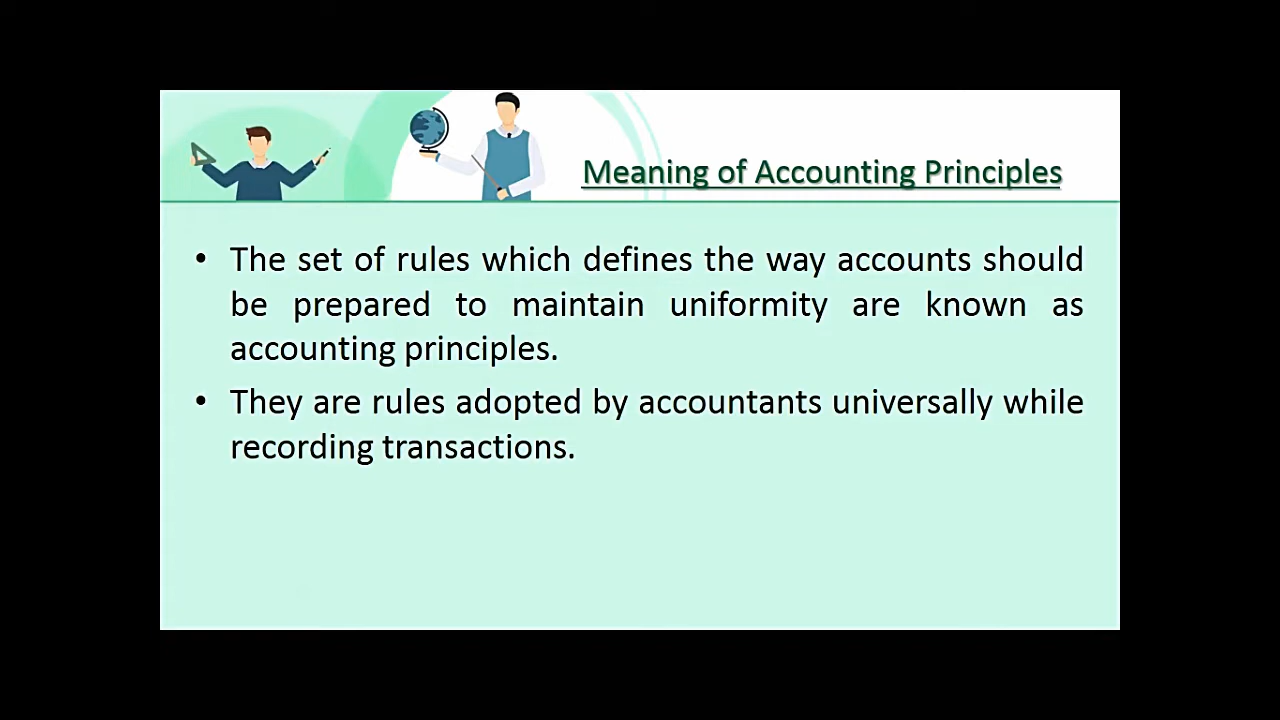 Meaning of Accounting Principles
• The set of rules which defines the way accounts should
be prepared to maintain uniformity are known as
accounting principles.
• They are rules adopted by accountants universally while
recording transactions.